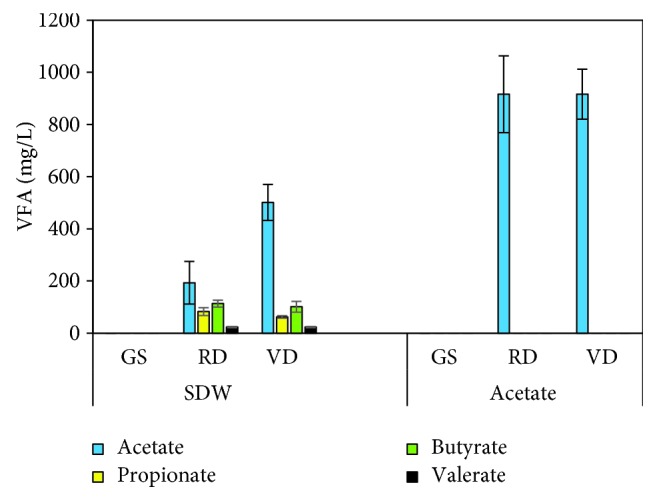 1200
1000
800
600
400
200
0
VFA (mg/L)
GS RD VD GS RD VD
SDW Acetate
Acetate Butyrate
Propionate Valerate